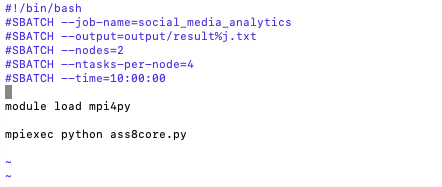 #!/bin/bash
#SBATCH --job-name=social_media_analytics
#SBATCH --output=output/result%j.txt
#SBATCH --nodes=2
#SBATCH --ntasks-per-node=4
#SBATCH --time=10:00:00
module load mpi4py
mpiexec python ass8core.py
~
~